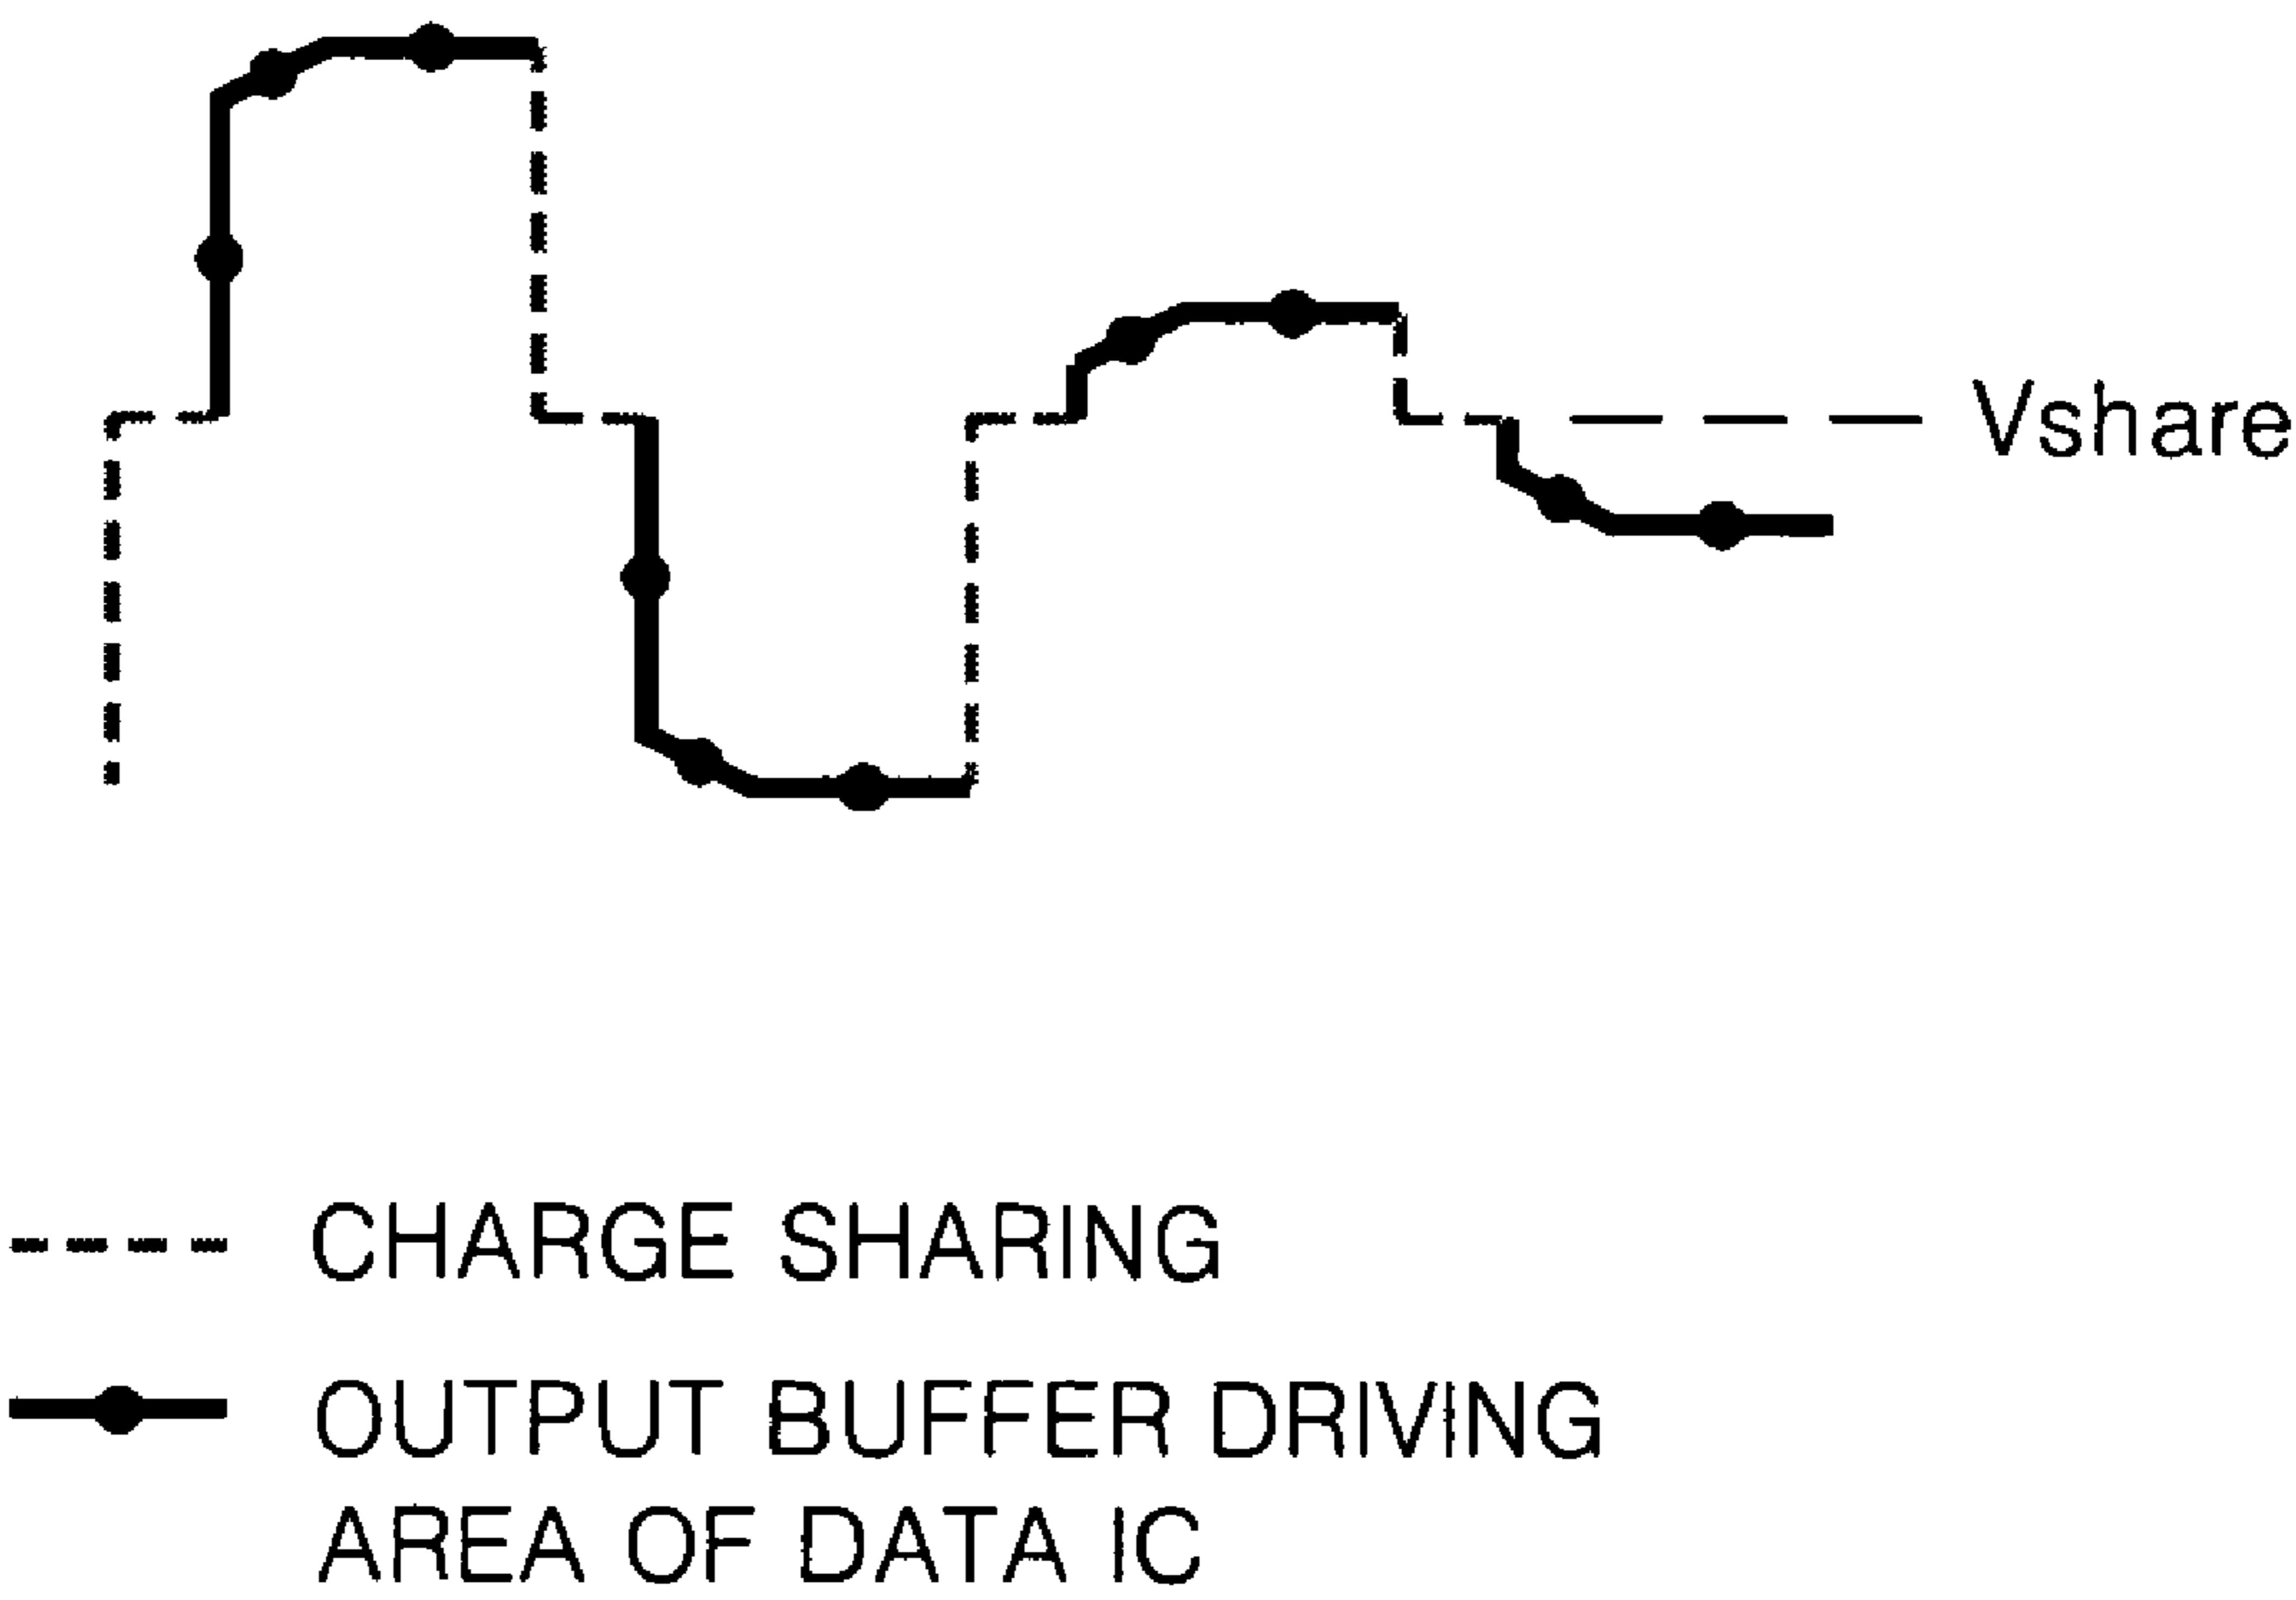 Vshare
CHARGE SHARING
OUTPUT BUFFER DRIVING
AREA OF DATA IC